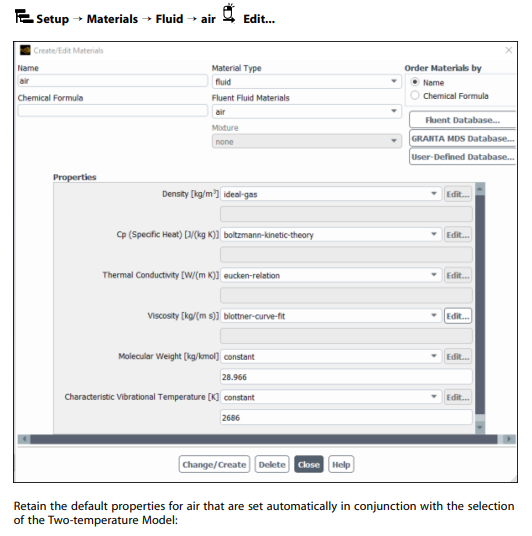 Setup → Materials → Fluid → air Edit...
Create/Edit Materials
Name
Material Type
Order Materials by
air
fluid
Name
Chemical Formula
Chemical Formula
Fluent Fluid Materials
air
Fluent Database...
Mixture
none
GRANTA MDS Database...
User-Defined Database...
Properties
Density [kg/m³] ideal-gas Edit...
Cp (Specific Heat) [J/(kg K)] boltzmann-kinetic-theory Edit...
Thermal Conductivity [W/(m K)] eucken-relation Edit...
Viscosity [kg/(m s)] blottner-curve-fit Edit...
Molecular Weight [kg/kmol] constant Edit...
28.966
Characteristic Vibrational Temperature [K] constant Edit...
2686
Change/Create Delete Close Help
Retain the default properties for air that are set automatically in conjunction with the selection
of the Two-temperature Model: